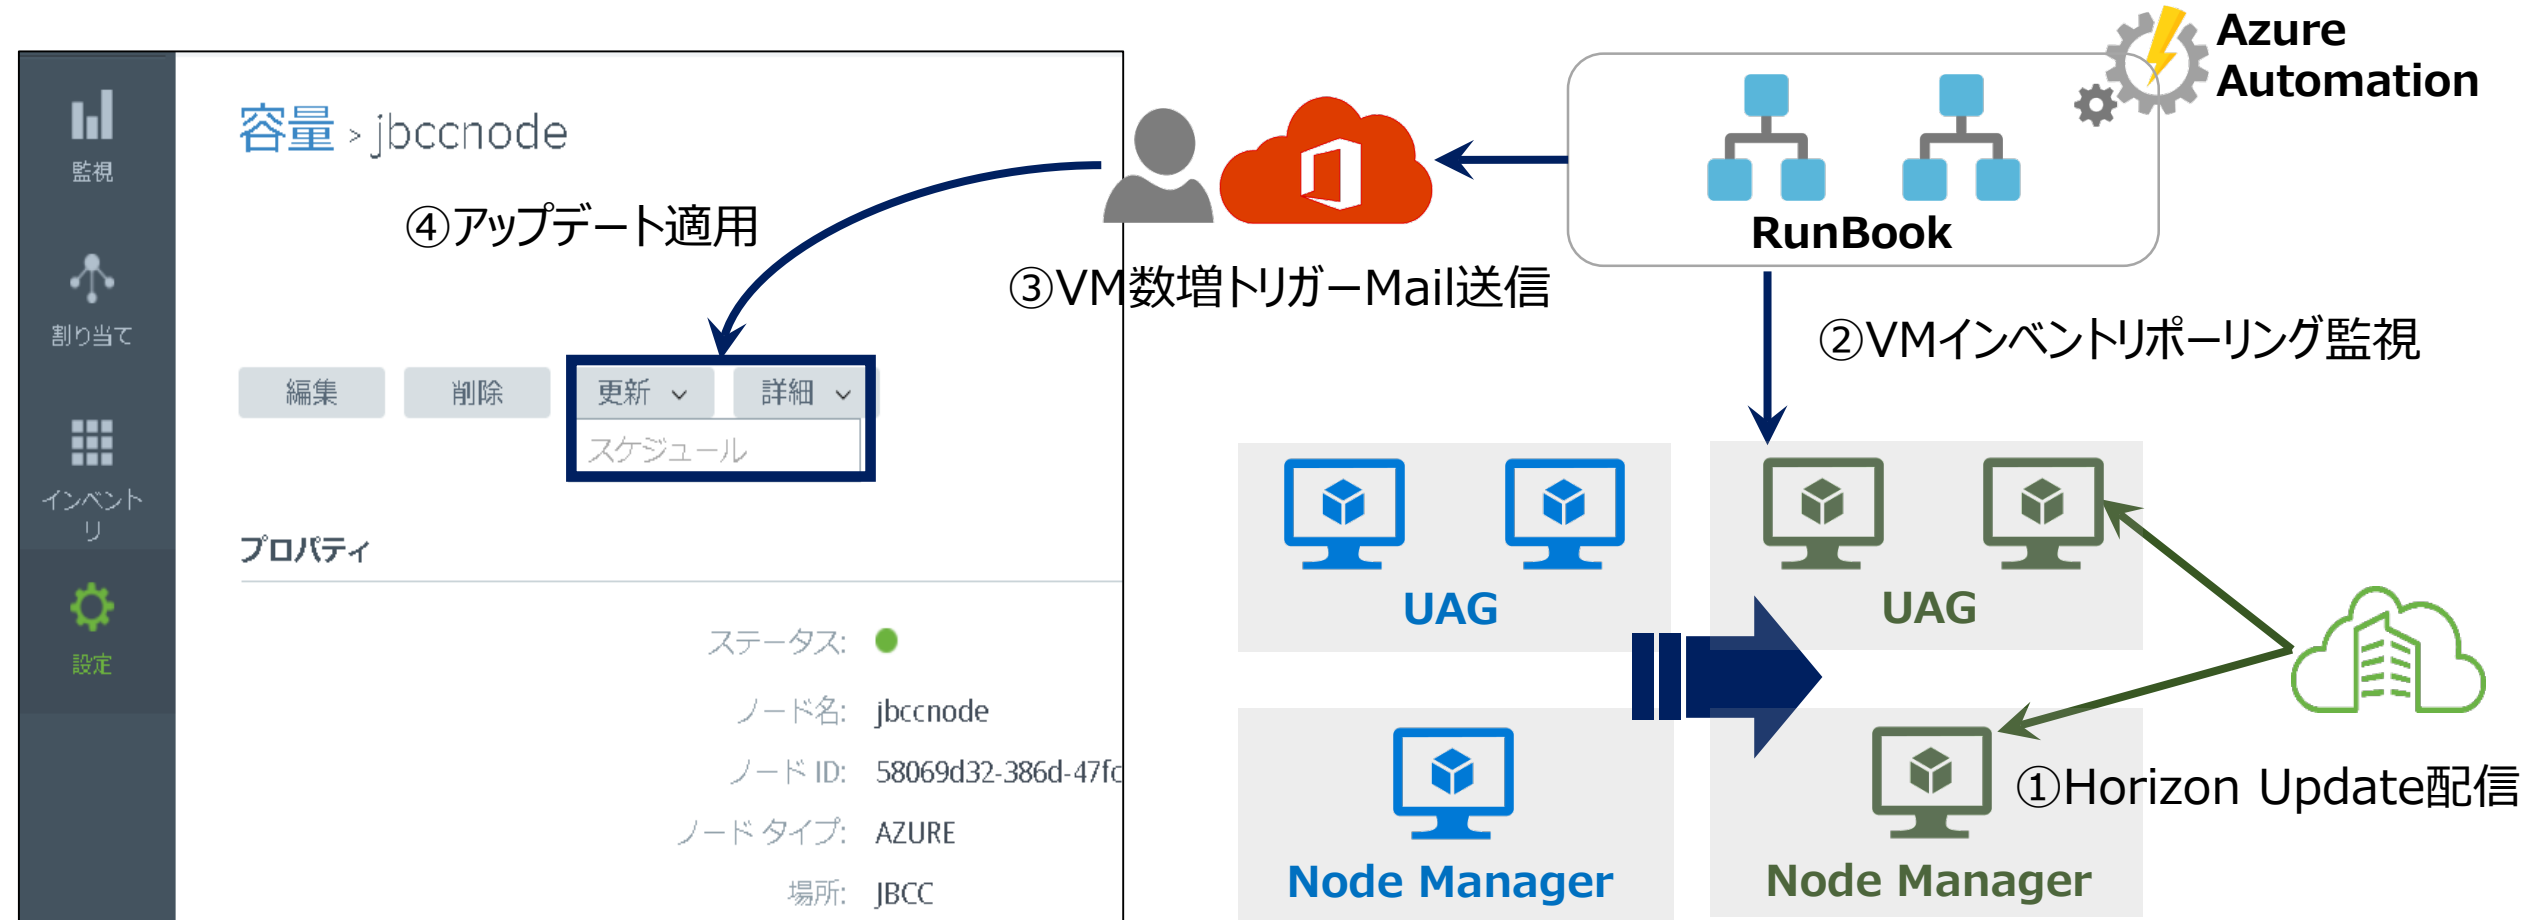 監視
割り当て
インベント
リ
設定
容量 > jbccnode
④アップデート適用
編集
削除
更新
詳細
スケジュール
プロパティ
ステータス:
ノード名: jbccnode
ノード ID: 58069d32-386d-47fc
ノード タイプ: AZURE
場所: JBCC
③VM数増トリガーMail送信
Azure
Automation
RunBook
②VMインベントリポーリング監視
UAG
UAG
①Horizon Update配信
Node Manager
Node Manager